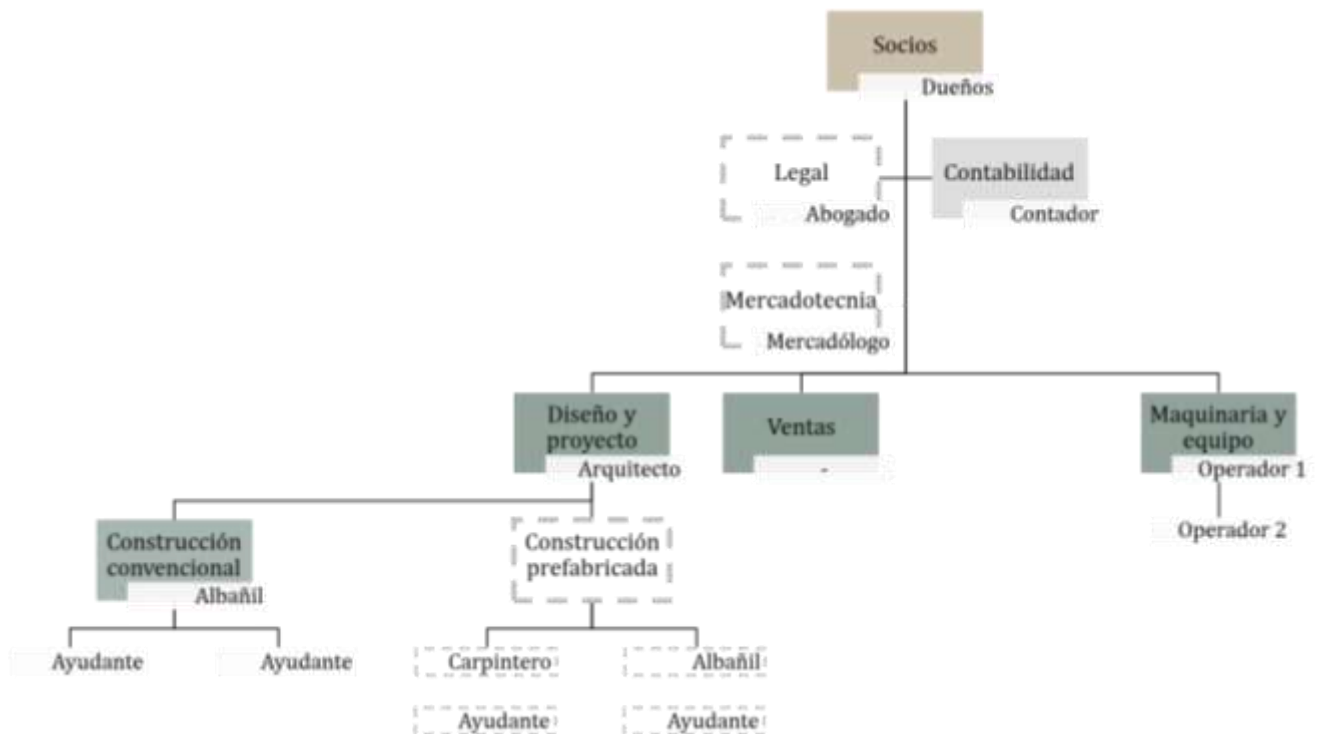 Socios
Dueños
Legal
Abogado
Contabilidad
Contador
Mercadotecnia
Mercadólogo
Diseño y
proyecto
Arquitecto
Ventas
-
Maquinaria y
equipo
Operador 1
Operador 2
Construcción
convencional
Albañil
Construcción
prefabricada
Ayudante
Ayudante
Carpintero
Albañil
Ayudante
Ayudante